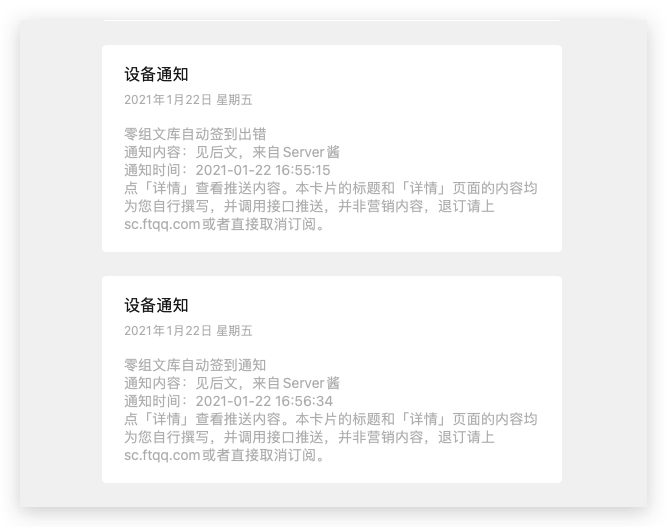 设备通知
2021年1月22日 星期五
零组文库自动签到出错
通知内容：见后文，来自Server酱
通知时间：2021-01-22 16:55:15
点「详情」查看推送内容。本卡片的标题和「详情」页面的内容均
为您自行撰写，并调用接口推送，并非营销内容，退订请上
sc.ftqq.com或者直接取消订阅。
设备通知
2021年1月22日 星期五
零组文库自动签到通知
通知内容：见后文，来自Server酱
通知时间：2021-01-22 16:56:34
点「详情」查看推送内容。本卡片的标题和「详情」页面的内容均
为您自行撰写，并调用接口推送，并非营销内容，退订请上
sc.ftqq.com或者直接取消订阅。